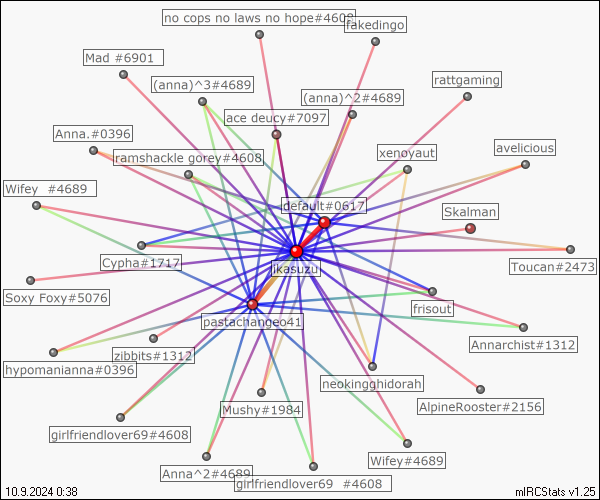 no cops no laws no hope#4608
fakedingo
Mad #6901
(anna)^3#4689
rattgaming
(anna)^2#4689
ace deucy#7097
Anna.#0396
ramshackle gorey#4608
xenoyaut
avelicious
Wifey #4689
default#0617
Skalman
Cypha#1717
jikasuzu
Toucan#2473
Soxy Foxy#5076
frisout
pastachangeo41
Annarchist#1312
zibbits#1312
hypomanianna#0396
neokingghidorah
Mushy#1984
AlpineRooster#2156
girlfriendlover69#4608
Wifey#4689
Anna^2#4689
girlfriendlover69 #4608
10.9.2024 0:38
mIRCStats v1.25